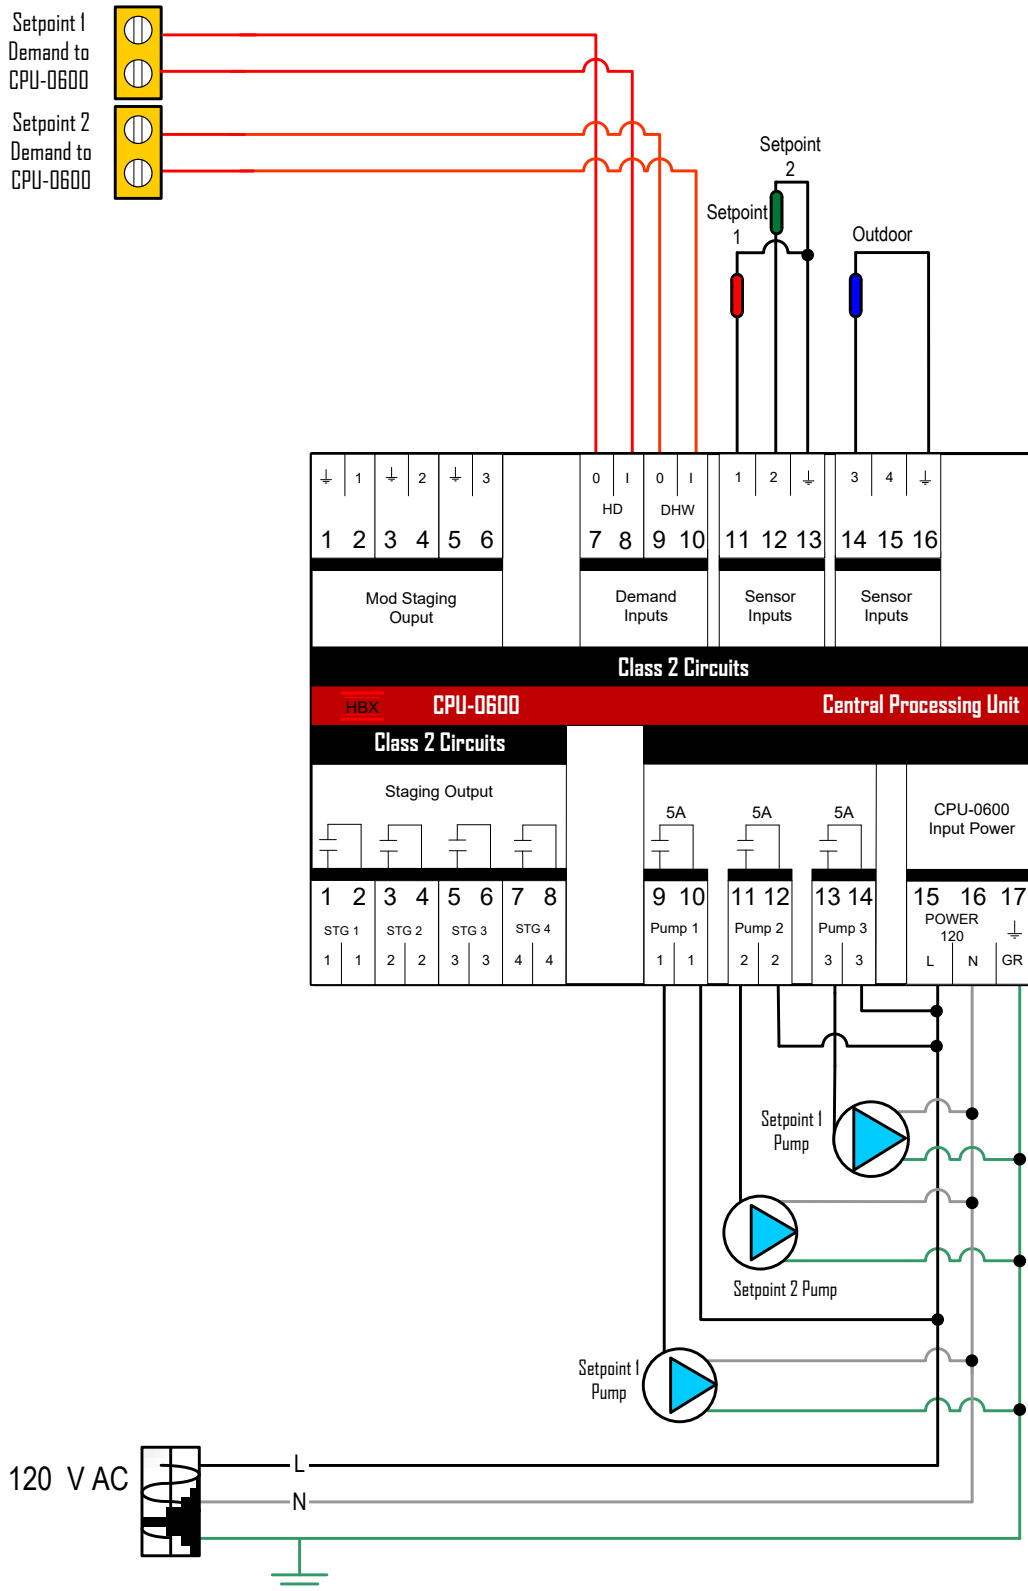 Setpoint 1
Demand to
CPU-0600
Setpoint 2
Demand to
CPU-0600
Setpoint
2
Setpoint
1
Outdoor
1 2 3 0 I 0 I 1 2 3 4
HD DHW
1 2 3 4 5 6 7 8 9 10 11 12 13 14 15 16
Mod Staging
Ouput
Demand
Inputs
Sensor
Inputs
Sensor
Inputs
Class 2 Circuits
HBX CPU-0600 Central Processing Unit
Class 2 Circuits
Staging Output
5A 5A 5A
CPU-0600
Input Power
1 2 3 4 5 6 7 8 9 10 11 12 13 14 15 16 17
STG 1 STG 2 STG 3 STG 4 Pump 1 Pump 2 Pump 3
POWER
120
1 1 2 2 3 3 4 4 1 1 2 2 3 3 L N GR
Setpoint 1
Pump
Setpoint 2 Pump
Setpoint 1
Pump
120 V AC
L
N